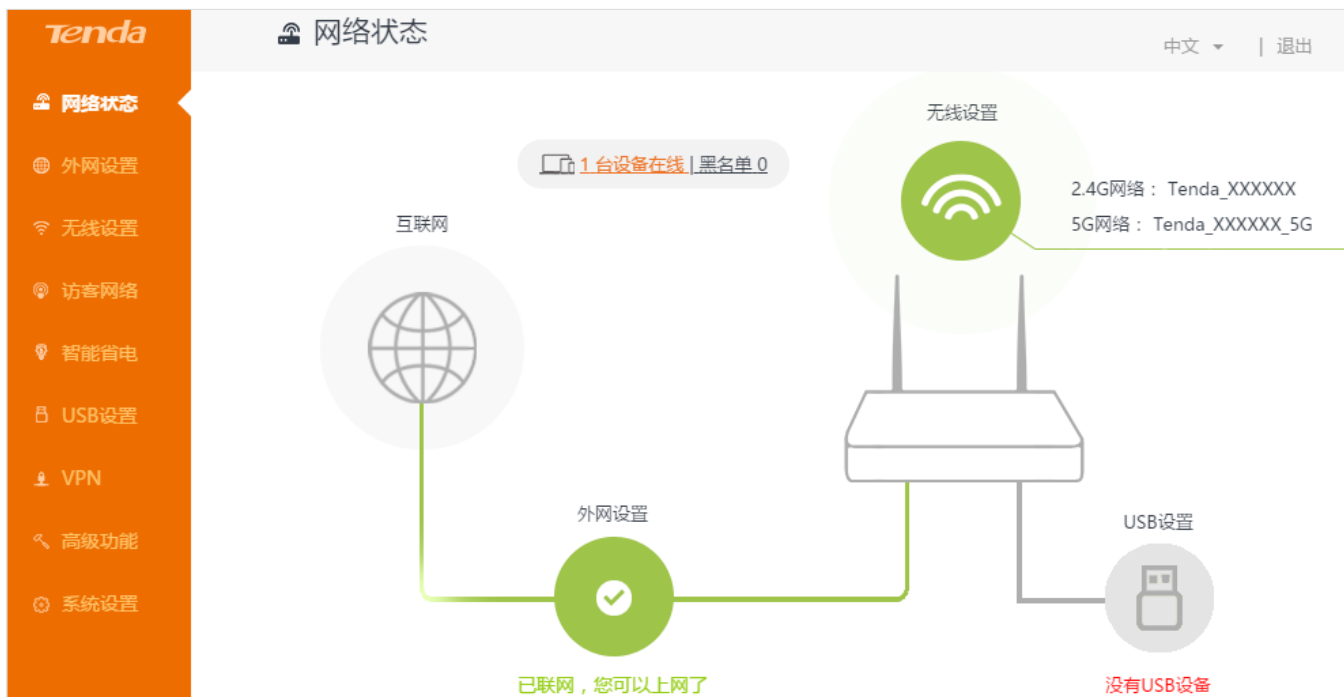 Tenda
网络状态
中文 | 退出
网络状态
外网设置
无线设置
访客网络
智能省电
USB设置
VPN
高级功能
系统设置
无线设置
1 台设备在线 | 黑名单 0
2.4G网络： Tenda_XXXXXX
5G网络： Tenda_XXXXXX_5G
互联网
外网设置
USB设置
已联网，您可以上网了
没有USB设备